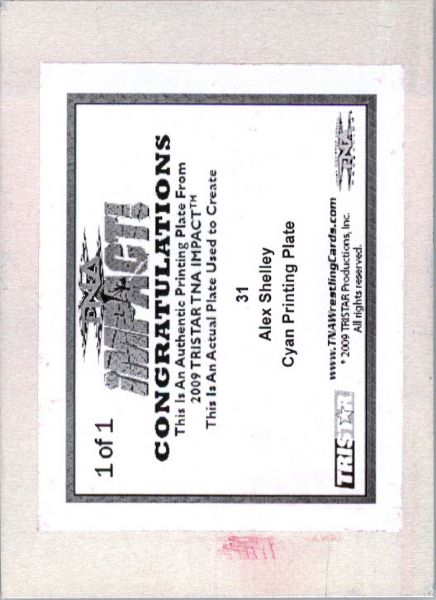 1 of 1
TNA
iMPACT!
CONGRATULATIONS
This Is An Authentic Printing Plate From
2009 TRISTAR TNA IMPACT™
This Is An Actual Plate Used to Create
31
Alex Shelley
Cyan Printing Plate
TRISTAR
www.TNAWrestlingCards.com
* 2009 TRISTAR Productions, Inc.
All rights reserved.
TNA